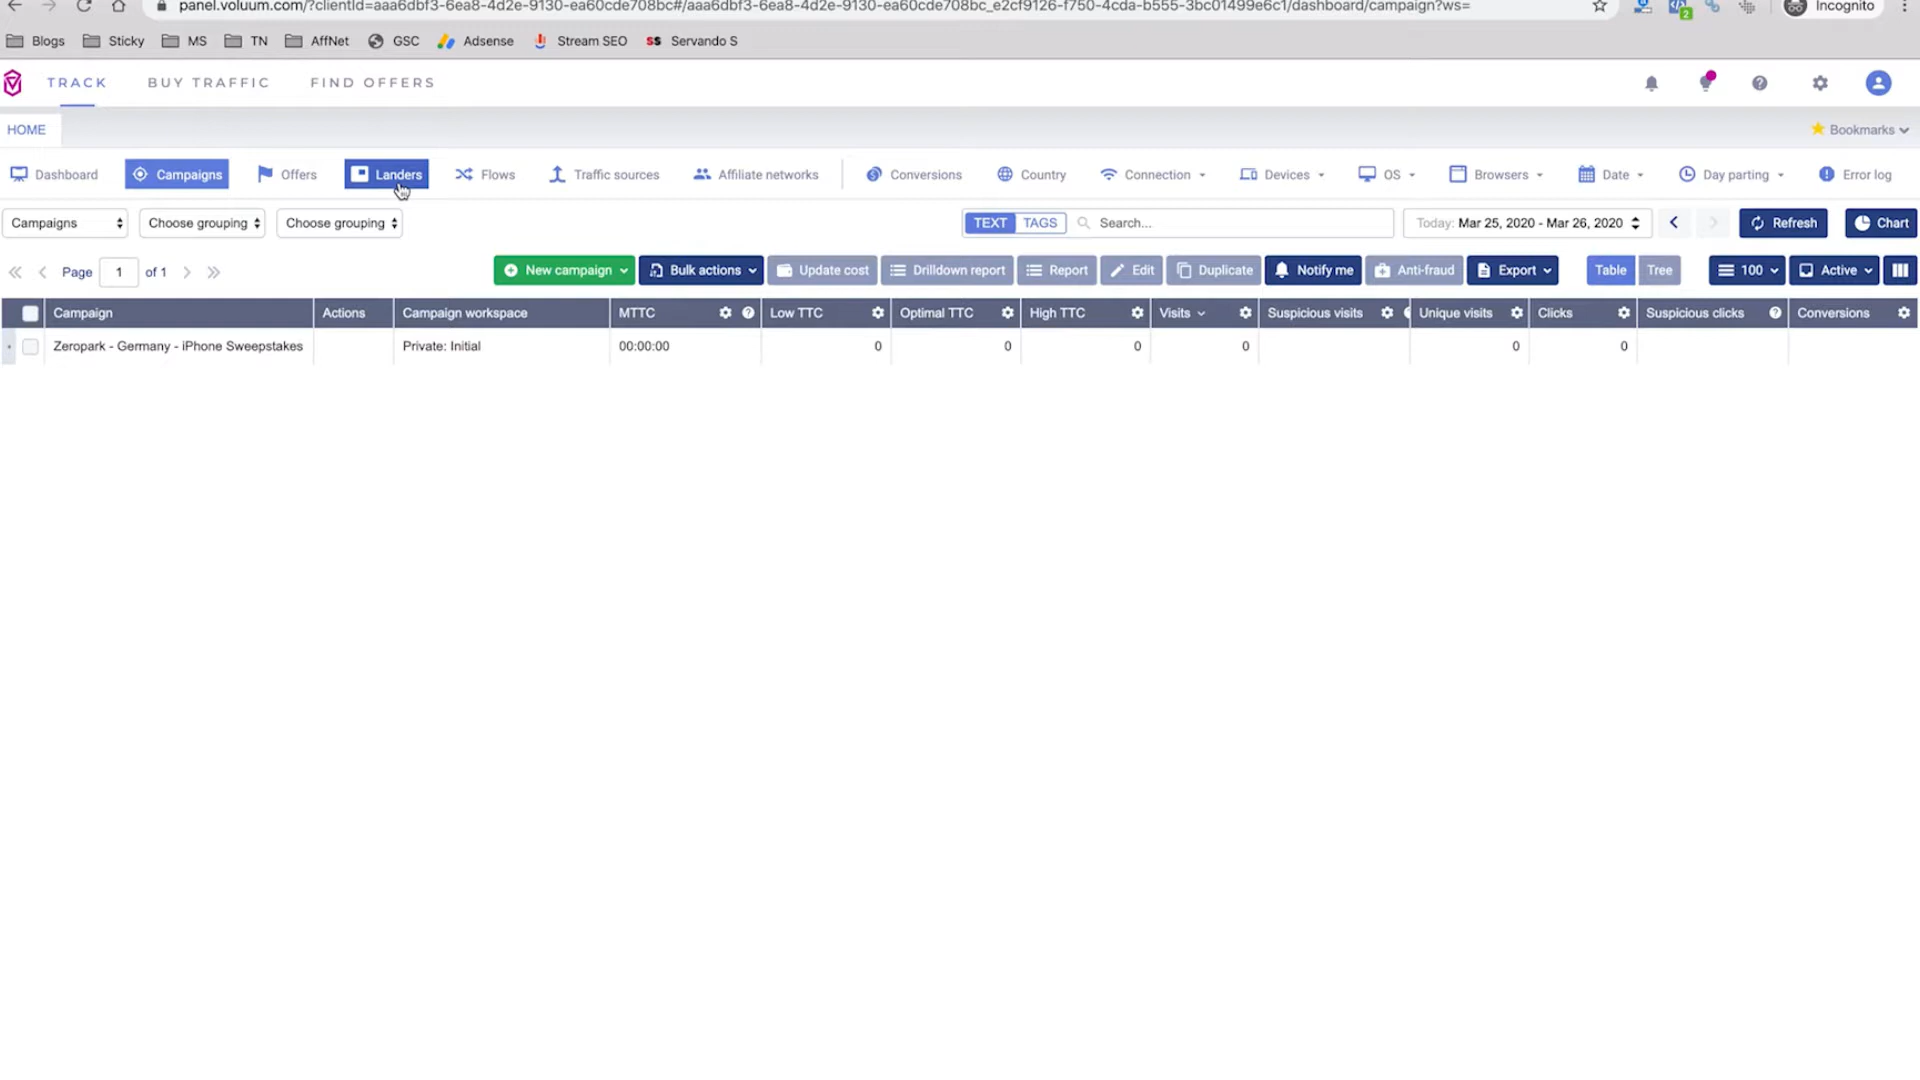 panel.voluum.com/?clientId=aaa6dbf3-6ea8-4d2e-9130-ea60cde708bc#/aaa6dbf3-6ea8-4d2e-9130-ea60cde708bc_e2cf9126-f750-4cda-b555-3bc01499e6c1/dashboard/campaign?ws= 2 Incognito
Blogs Sticky MS TN AffNet GSC Adsense Stream SEO SS Servando S
TRACK BUY TRAFFIC FIND OFFERS
HOME Bookmarks
Dashboard Campaigns Offers Landers Flows Traffic sources Affiliate networks Conversions Country Connection Devices OS Browsers Date Day parting Error log
Campaigns Choose grouping Choose grouping TEXT TAGS Search... Today: Mar 25, 2020 - Mar 26, 2020 Refresh Chart
Page 1 of 1 New campaign Bulk actions Update cost Drilldown report Report Edit Duplicate Notify me Anti-fraud Export Table Tree 100 Active
Campaign Actions Campaign workspace MTTC Low TTC Optimal TTC High TTC Visits Suspicious visits Unique visits Clicks Suspicious clicks Conversions
Zeropark - Germany - iPhone Sweepstakes Private: Initial 00:00:00 0 0 0 0 0 0